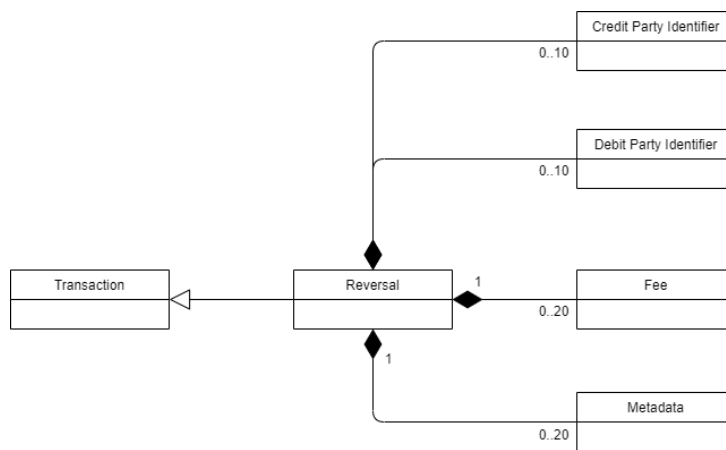 Credit Party Identifier
0..10
Debit Party Identifier
0..10
Transaction
Reversal
1
Fee
0..20
1
Metadata
0..20